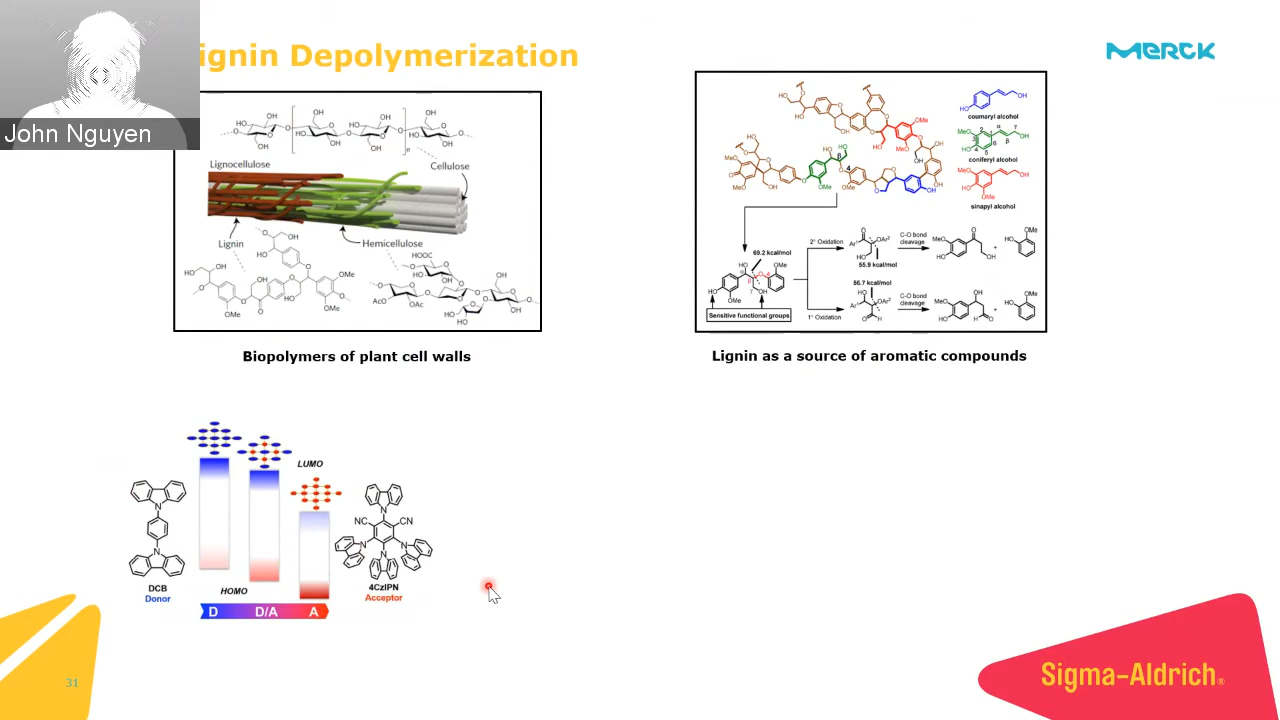 ignin Depolymerization
MERCK
John Nguyen
Lignocellulose
Cellulose
Lignin
Hemicellulose
Biopolymers of plant cell walls
coumaryl alcohol
coniferyl alcohol
sinapyl alcohol
69.2 kcal/mol
2° Oxidation
55.9 kcal/mol
C-O bond
cleavage
Sensitive functional groups
56.7 kcal/mol
1° Oxidation
C-O bond
cleavage
Lignin as a source of aromatic compounds
LUMO
HOMO
DCB
Donor
4CzIPN
Acceptor
D D/A A
31
Sigma-Aldrich®